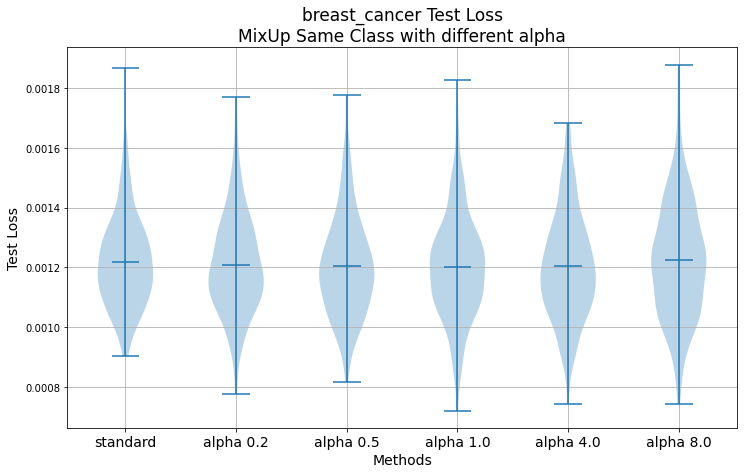 breast_cancer Test Loss
MixUp Same Class with different alpha
Test Loss
0.0018
0.0016
0.0014
0.0012
0.0010
0.0008
standard alpha 0.2 alpha 0.5 alpha 1.0 alpha 4.0 alpha 8.0
Methods